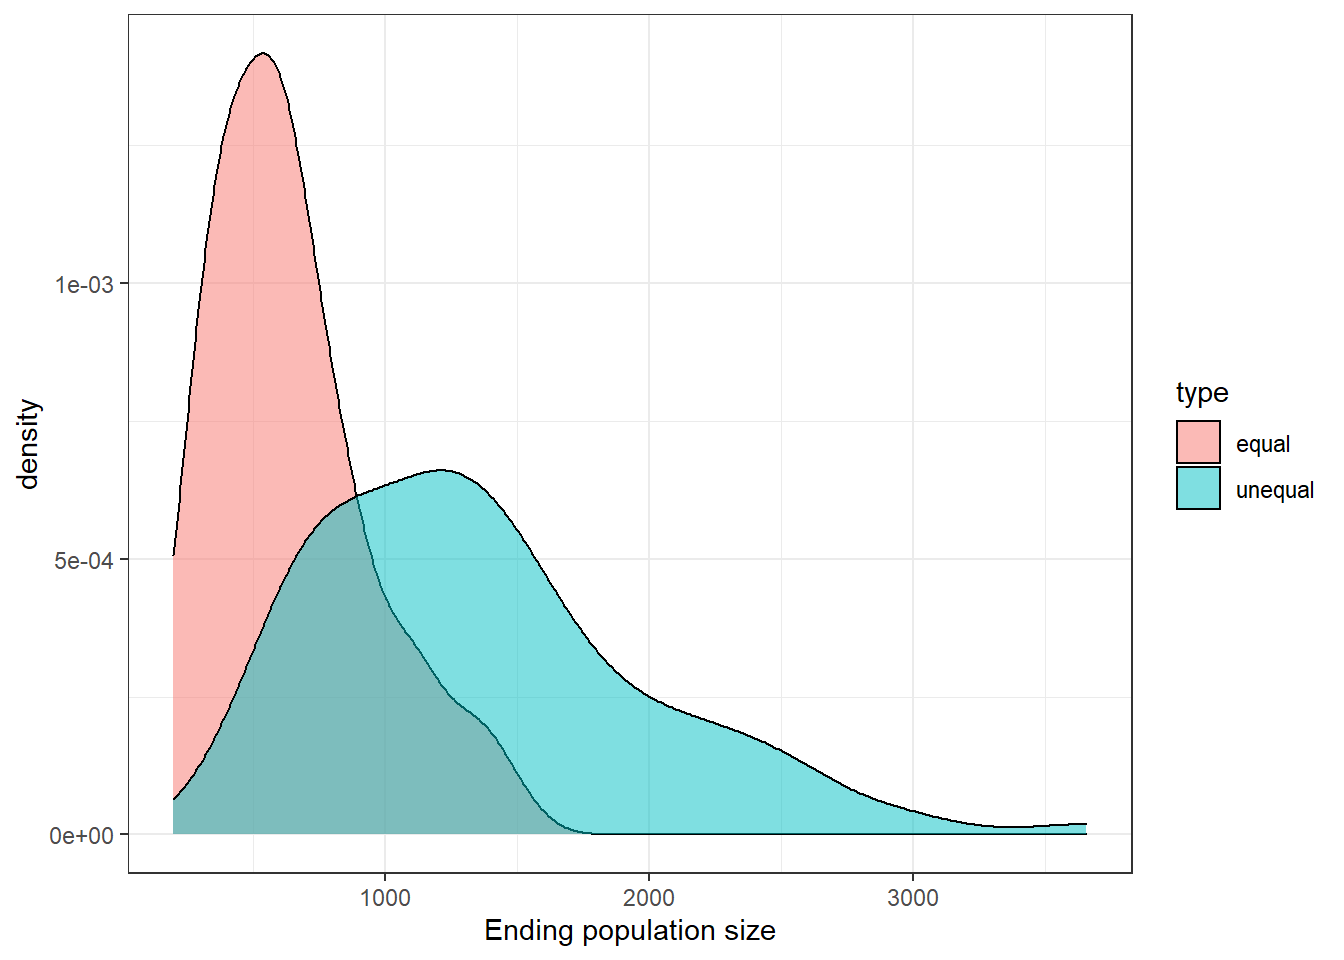 density
1e-03
5e-04
0e+00
1000
2000
3000
Ending population size
type
equal
unequal